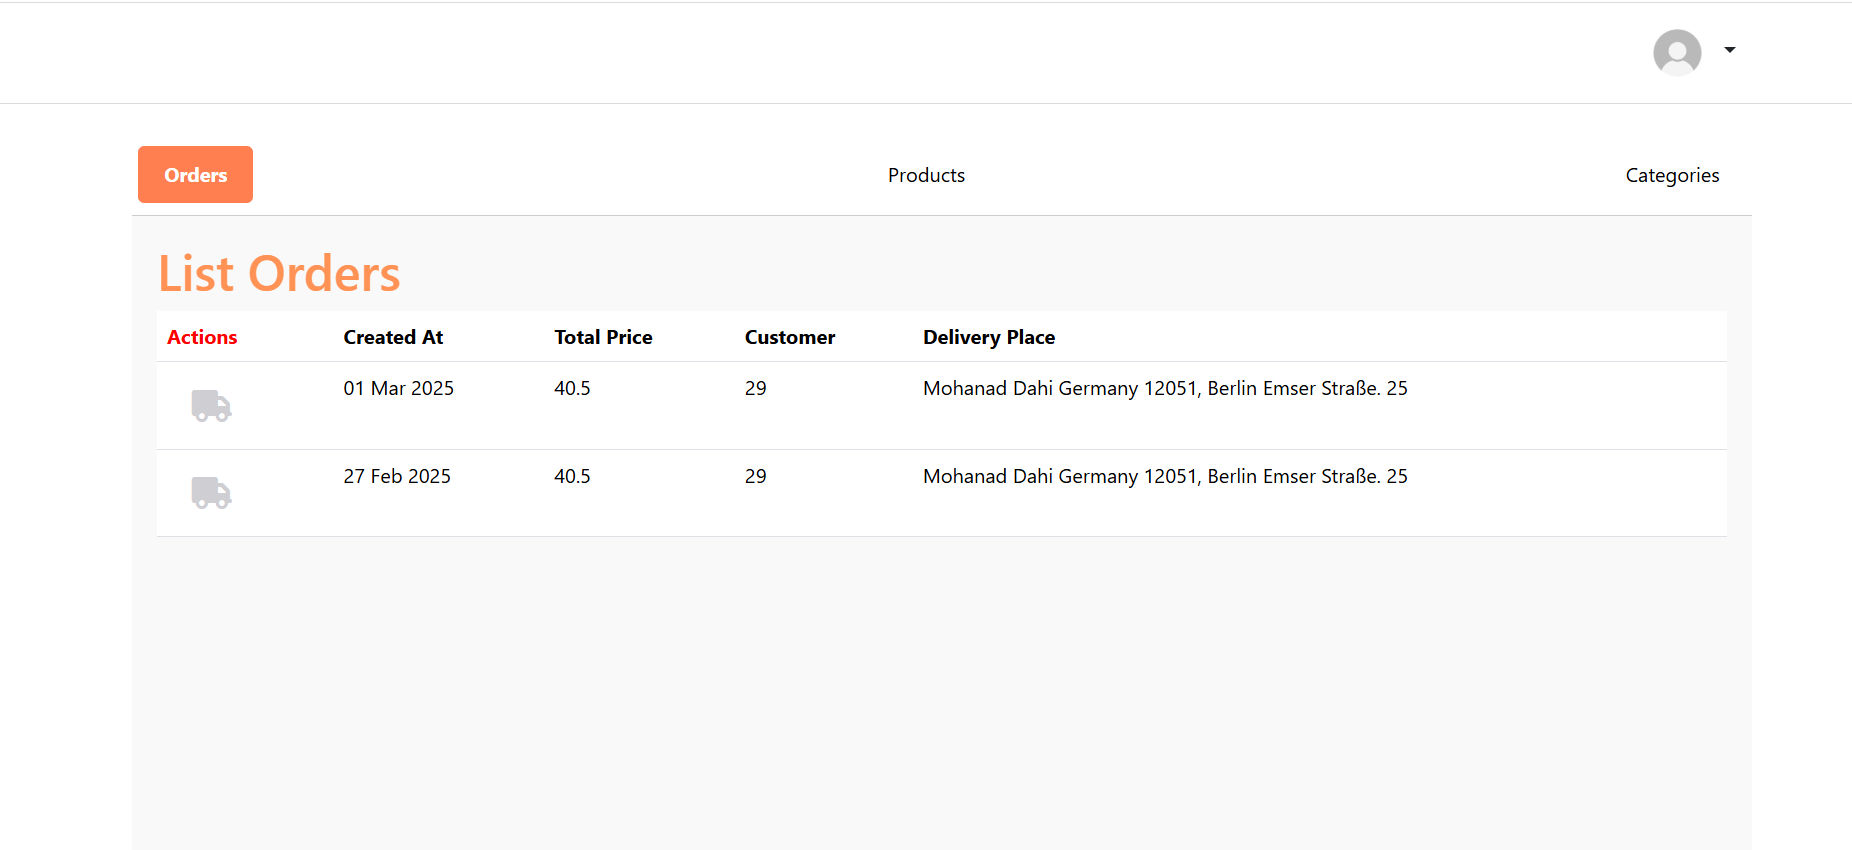 Orders Products Categories
List Orders
Actions Created At Total Price Customer Delivery Place
01 Mar 2025 40.5 29 Mohanad Dahi Germany 12051, Berlin Emser Straße. 25
27 Feb 2025 40.5 29 Mohanad Dahi Germany 12051, Berlin Emser Straße. 25